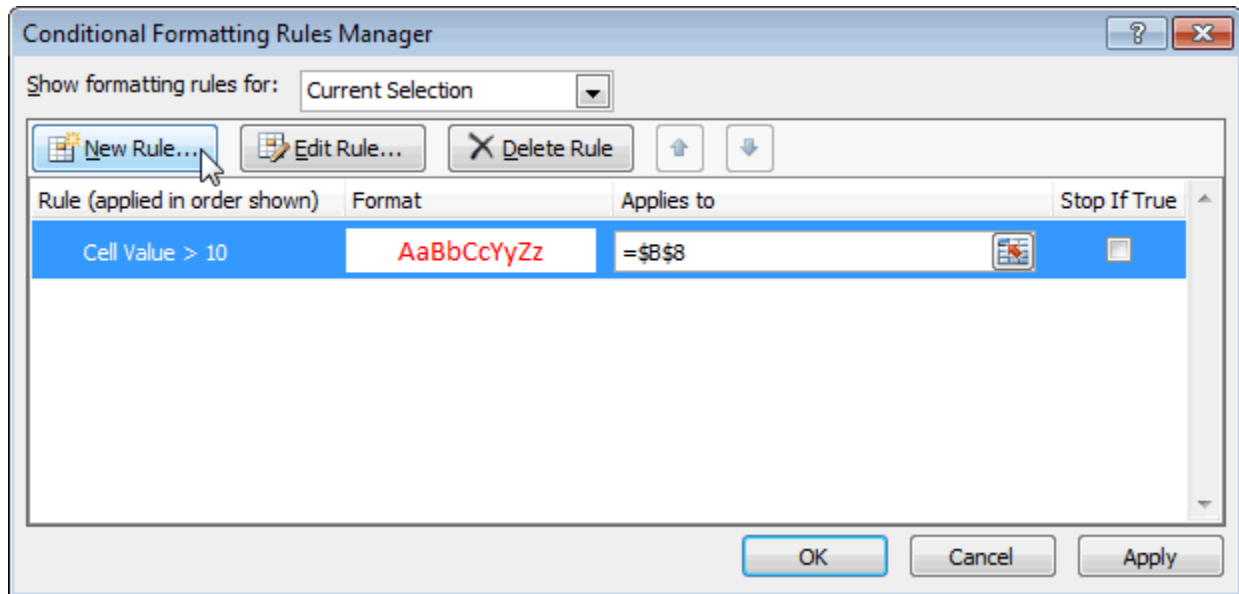 Conditional Formatting Rules Manager
Show formatting rules for: Current Selection
New Rule... Edit Rule... Delete Rule
Rule (applied in order shown) Format Applies to Stop If True
Cell Value > 10 AaBbCcYyZz =$B$8
OK Cancel Apply